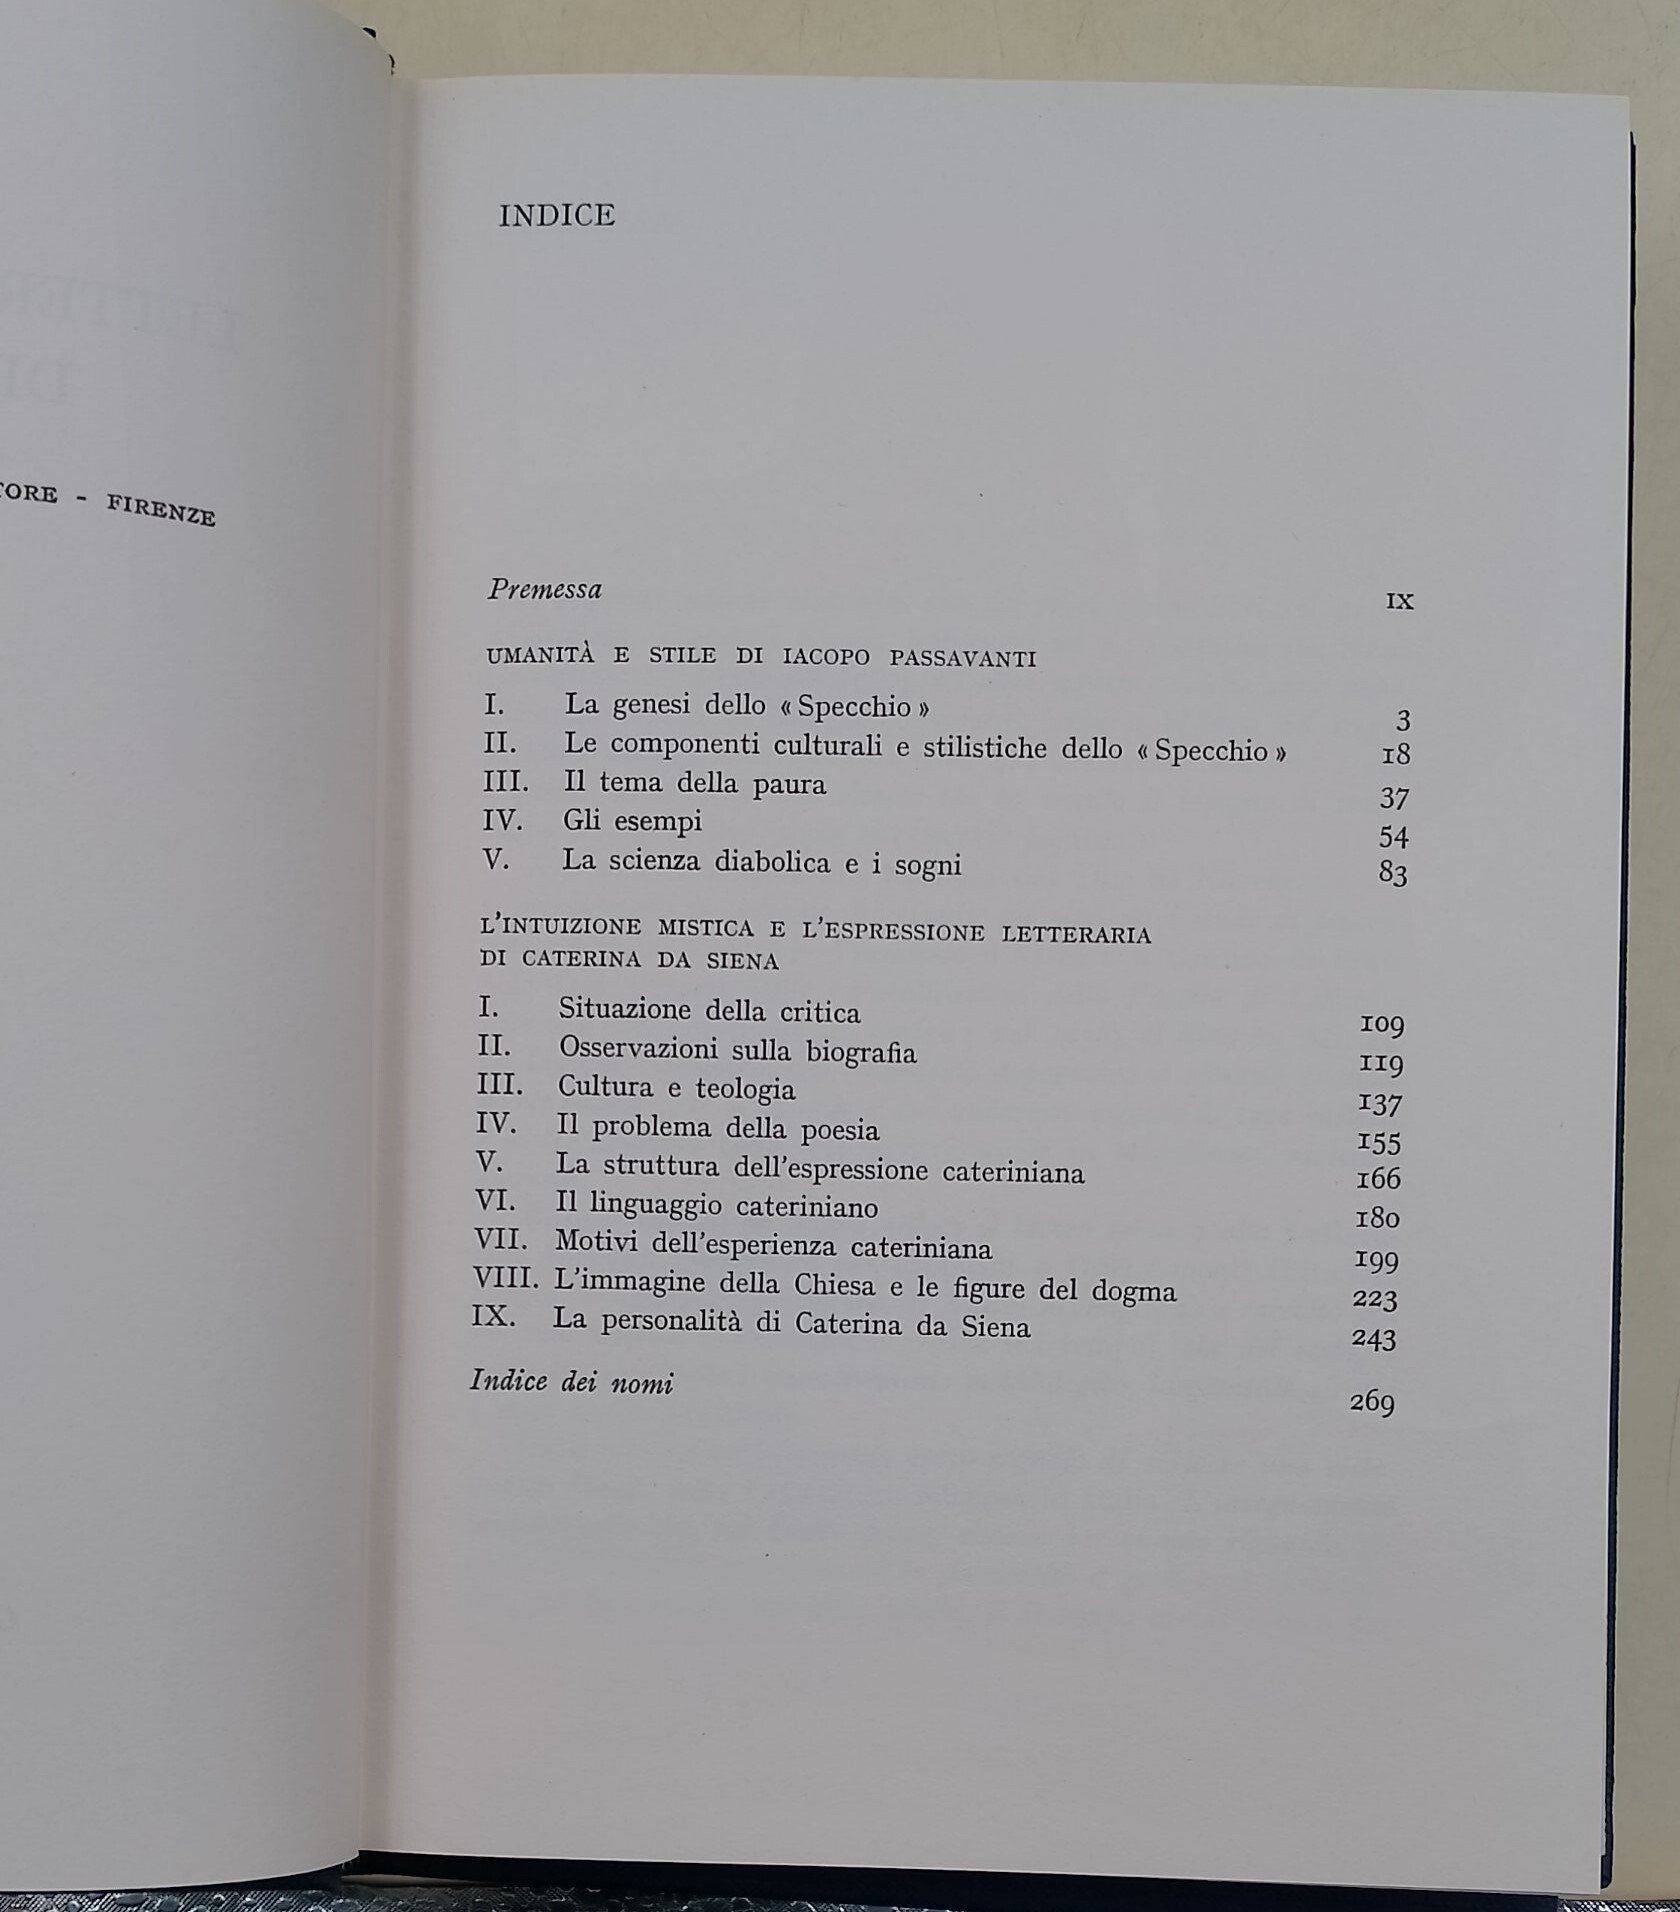 - FIRENZE
INDICE
Premessa IX
UMANITÀ E STILE DI IACOPO PASSAVANTI
I. La genesi dello « Specchio » 3
II. Le componenti culturali e stilistiche dello « Specchio » 18
III. Il tema della paura 37
IV. Gli esempi 54
V. La scienza diabolica e i sogni 83
L'INTUIZIONE MISTICA E L'ESPRESSIONE LETTERARIA
DI CATERINA DA SIENA
I. Situazione della critica 109
II. Osservazioni sulla biografia 119
III. Cultura e teologia 137
IV. Il problema della poesia 155
V. La struttura dell'espressione cateriniana 166
VI. Il linguaggio cateriniano 180
VII. Motivi dell'esperienza cateriniana 199
VIII. L'immagine della Chiesa e le figure del dogma 223
IX. La personalità di Caterina da Siena 243
Indice dei nomi 269